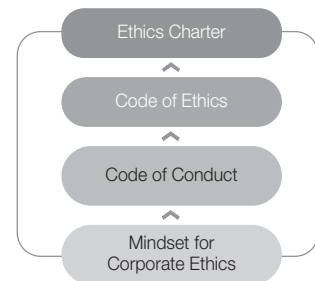 Ethics Charter
Code of Ethics
Code of Conduct
Mindset for
Corporate Ethics